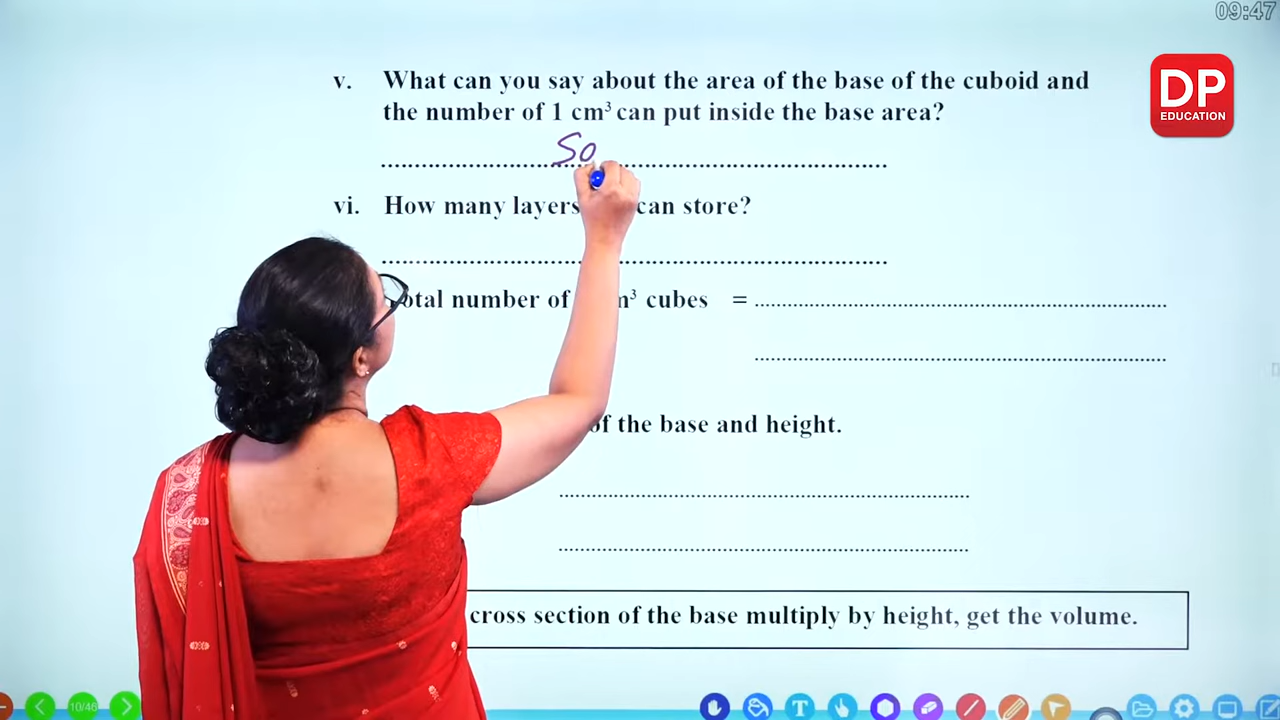 09:47
DP
EDUCATION
v. What can you say about the area of the base of the cuboid and
the number of 1 cm³ can put inside the base area?
So
vi. How many layers can store?
otal number of m³ cubes =
of the base and height.
cross section of the base multiply by height, get the volume.
10/46
T